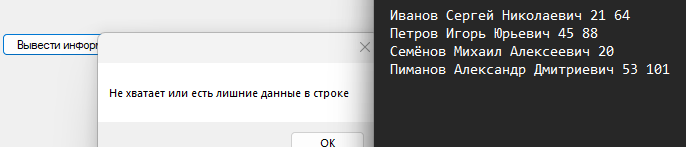 Вывести
Не хватает или есть лишние данные в строке
OK
Иванов Сергей Николаевич 21 64
Петров Игорь Юрьевич 45 88
Семёнов Михаил Алексеевич 20
Пиманов Александр Дмитриевич 53 101